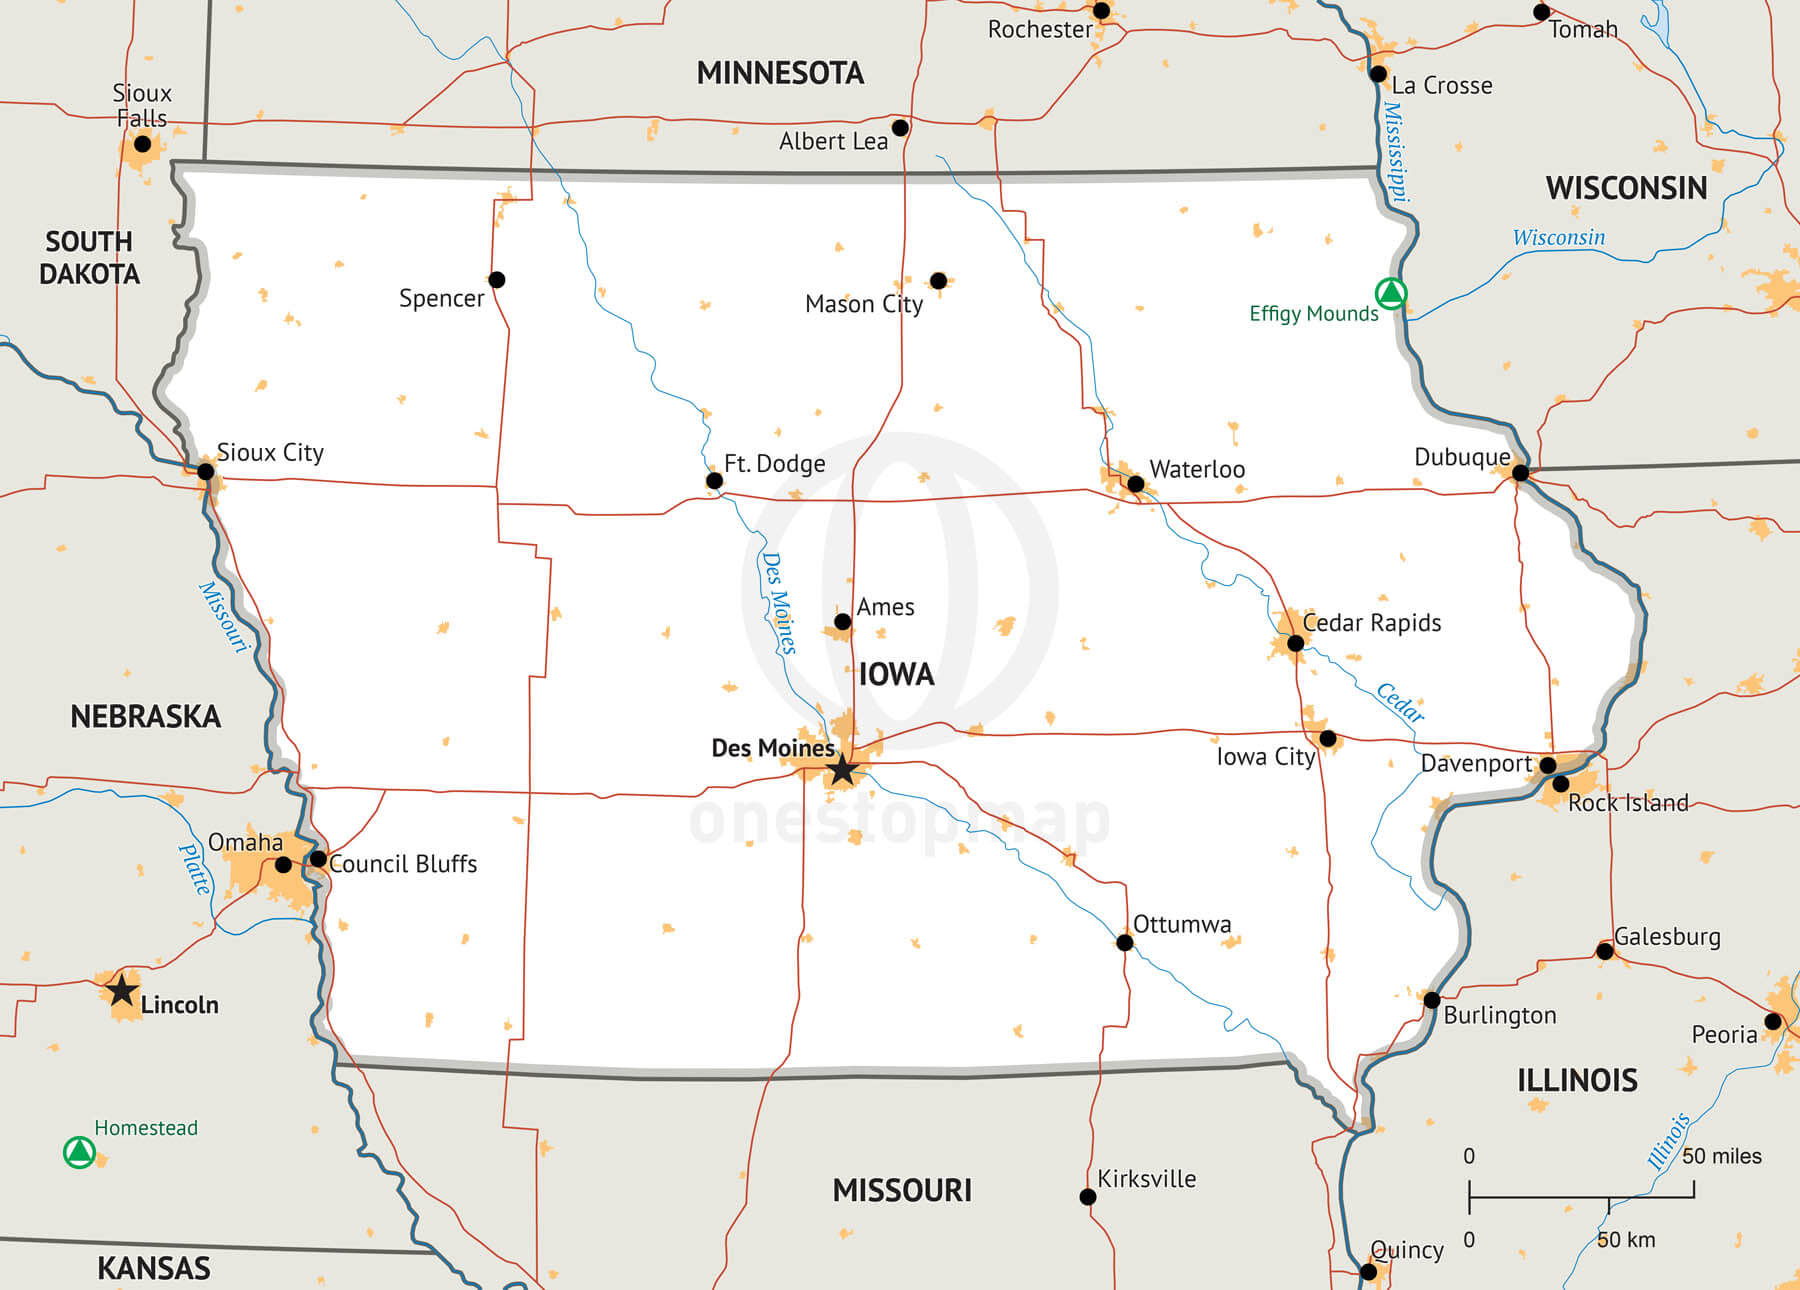 Rochester
Tomah
MINNESOTA
La Crosse
Sioux
Falls
Mississippi
Albert Lea
WISCONSIN
SOUTH
DAKOTA
Wisconsin
Spencer
Mason City
Effigy Mounds
Sioux City
Ft. Dodge
Waterloo
Dubuque
Des Moines
Missouri
Ames
Cedar Rapids
IOWA
Cedar
NEBRASKA
Des Moines
Iowa City
Davenport
Rock Island
onestopmap
Omaha
Council Bluffs
Platte
Ottumwa
Galesburg
Lincoln
Burlington
Peoria
ILLINOIS
Homestead
Illinois
0 50 miles
MISSOURI
Kirksville
0 50 km
Quincy
KANSAS